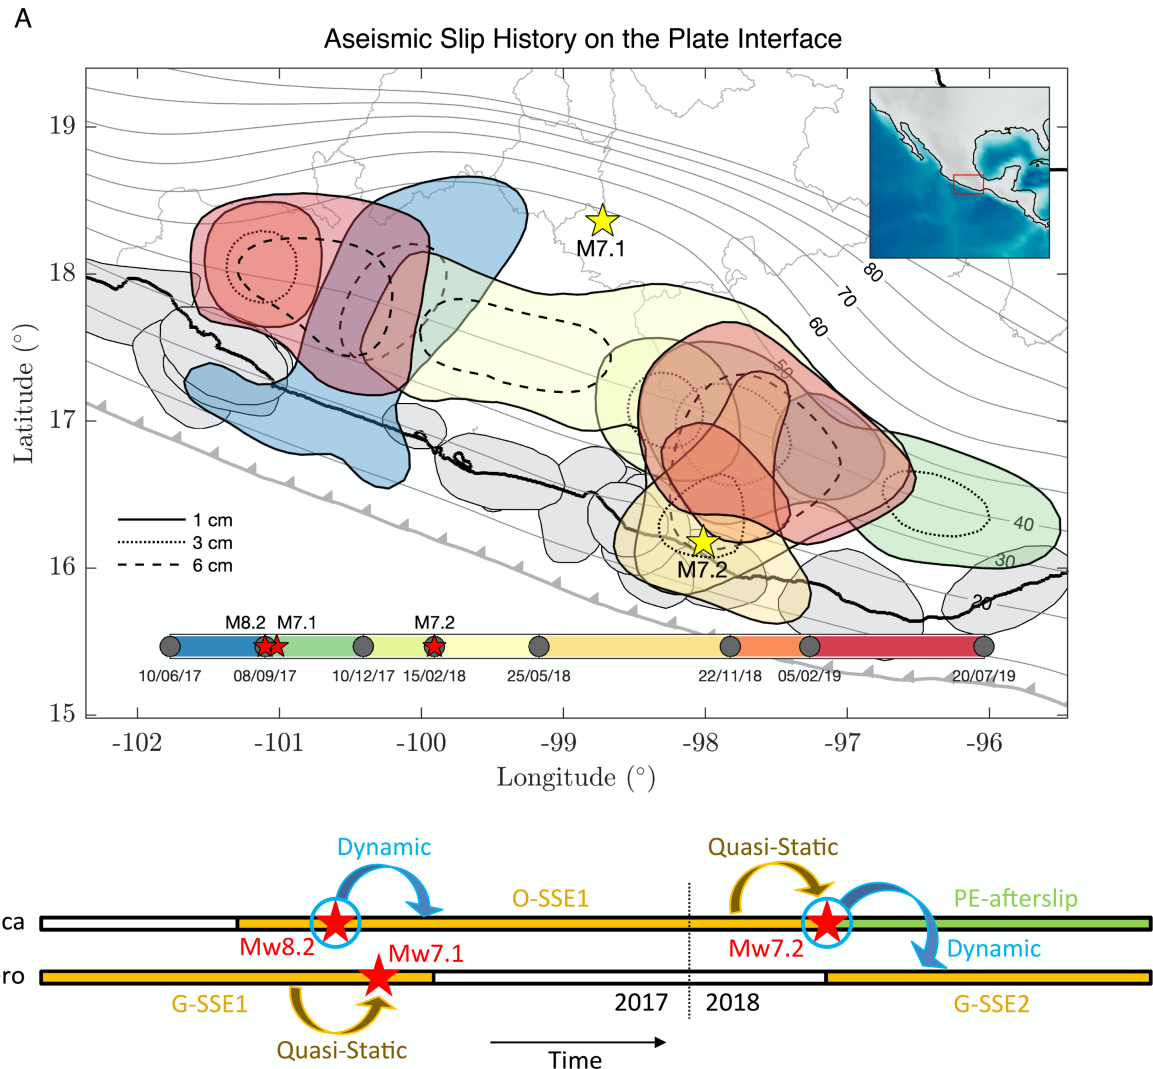 A
Aseismic Slip History on the Plate Interface
19
18
17
16
15
Latitude (°)
80
70
60
50
40
30
20
M7.1
M7.2
1 cm
3 cm
6 cm
M8.2 M7.1 M7.2
10/06/17 08/09/17 10/12/17 15/02/18 25/05/18 22/11/18 05/02/19 20/07/19
-102 -101 -100 -99 -98 -97 -96
Longitude (°)
Dynamic Quasi-Static
O-SSE1 PE-afterslip
ca
Mw8.2 Mw7.1 Mw7.2 Dynamic
ro
G-SSE1 2017 2018 G-SSE2
Quasi-Static
Time